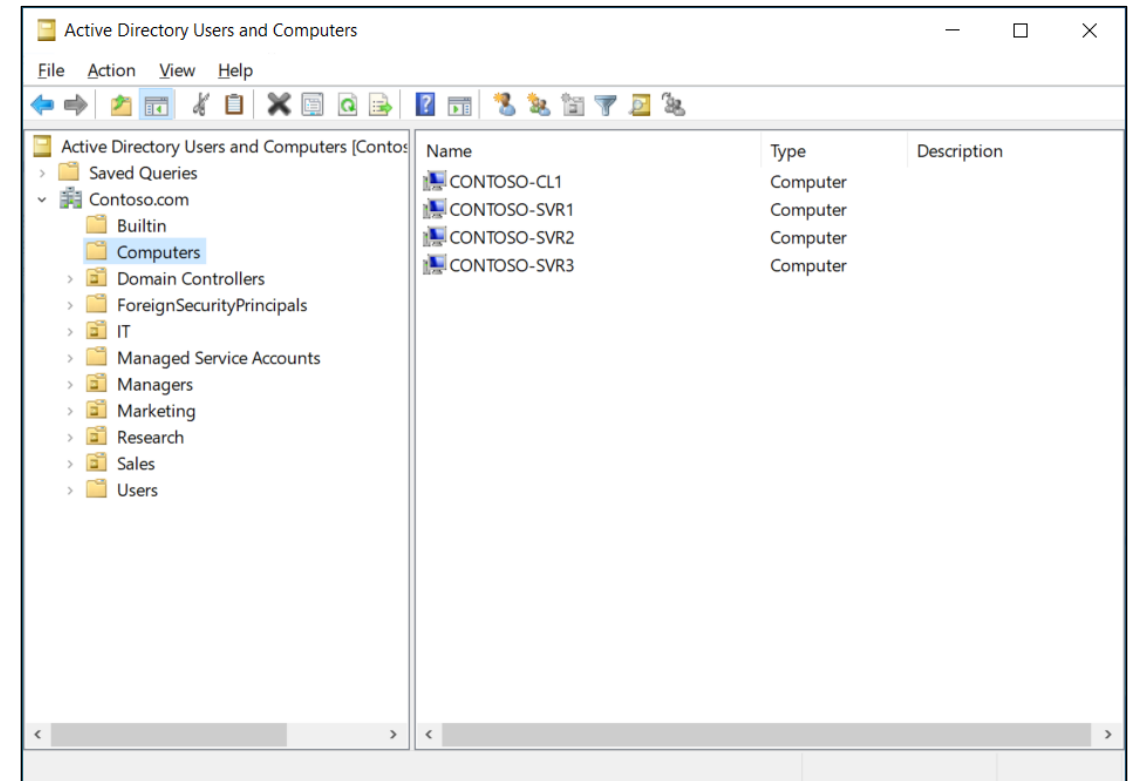 Active Directory Users and Computers
File Action View Help
Active Directory Users and Computers [Contos
Saved Queries
Contoso.com
Builtin
Computers
Domain Controllers
ForeignSecurityPrincipals
IT
Managed Service Accounts
Managers
Marketing
Research
Sales
Users
Name Type Description
CONTOSO-CL1 Computer
CONTOSO-SVR1 Computer
CONTOSO-SVR2 Computer
CONTOSO-SVR3 Computer